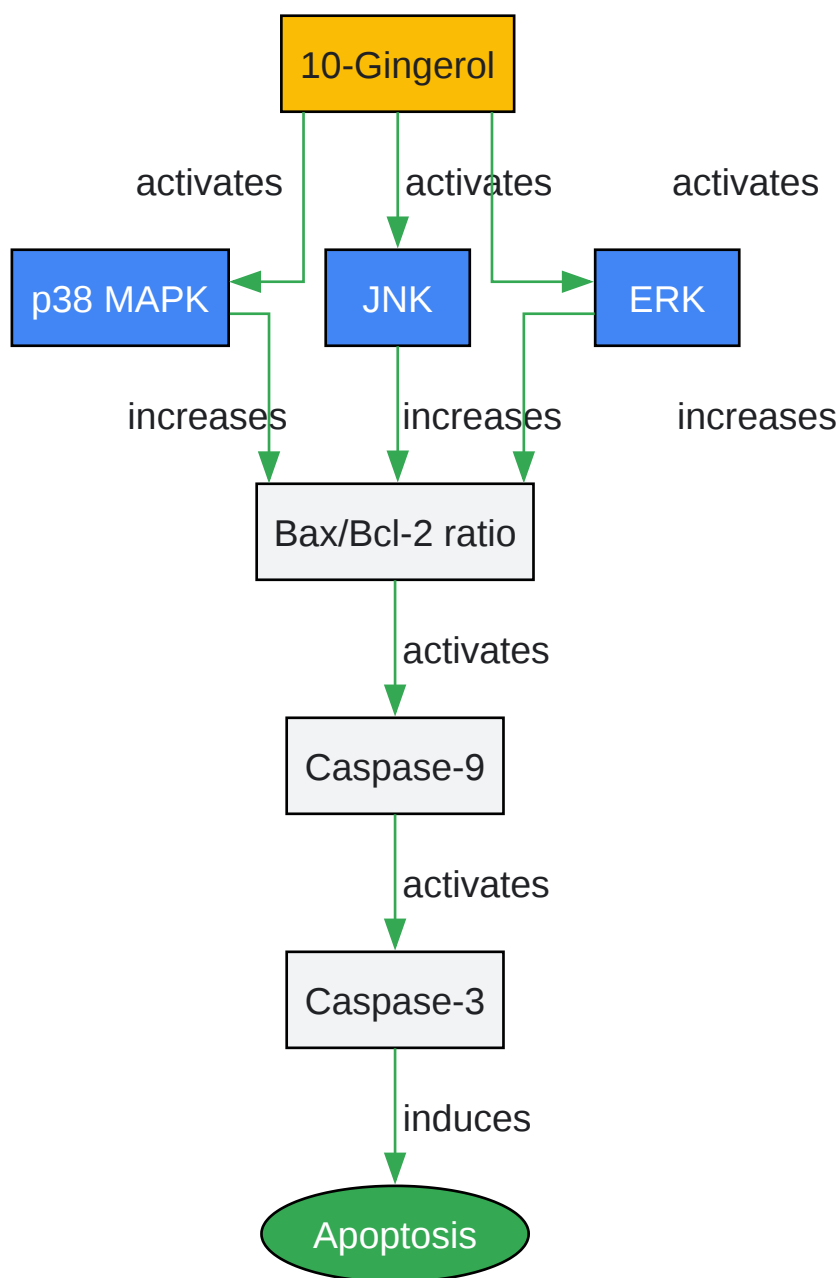 10-Gingerol
activates
activates
activates
p38 MAPK
JNK
ERK
increases
increases
increases
Bax/Bcl-2 ratio
activates
Caspase-9
activates
Caspase-3
induces
Apoptosis